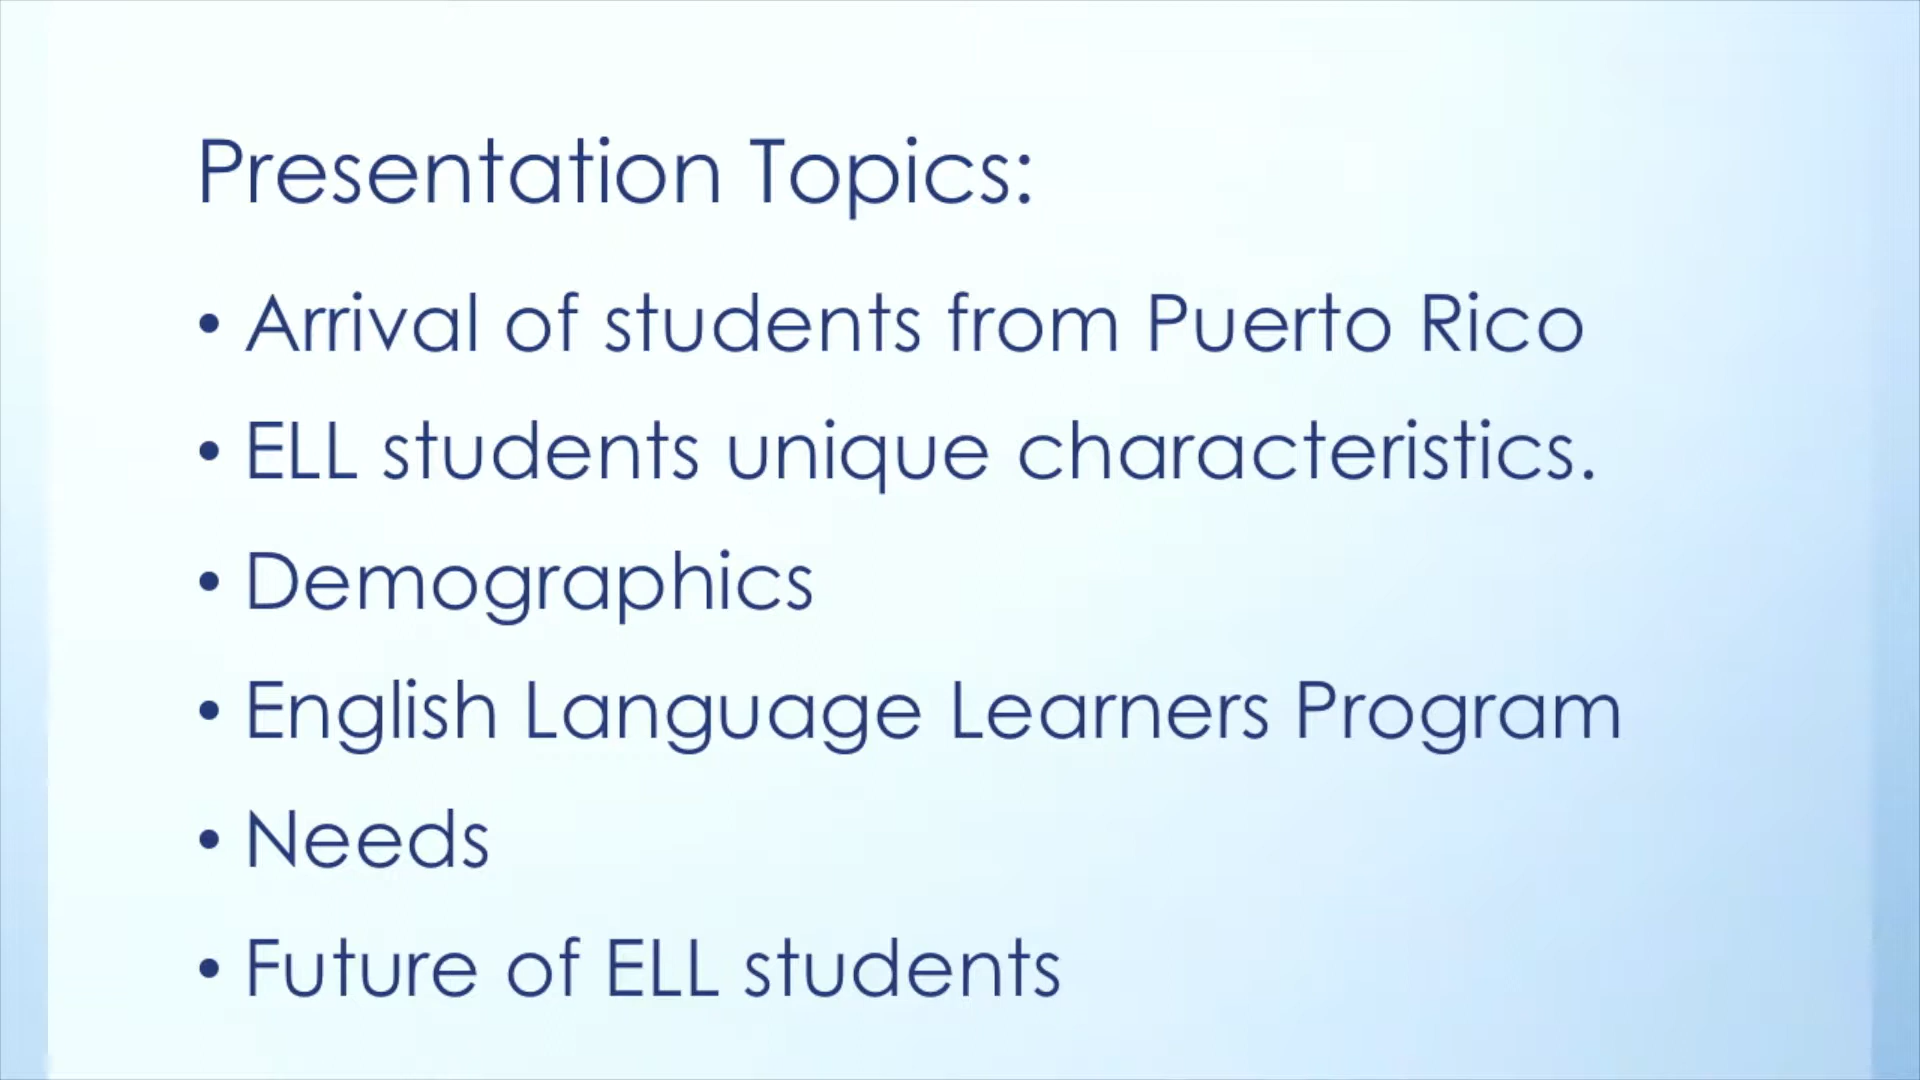 Presentation Topics:
• Arrival of students from Puerto Rico
• ELL students unique characteristics.
• Demographics
• English Language Learners Program
• Needs
• Future of ELL students